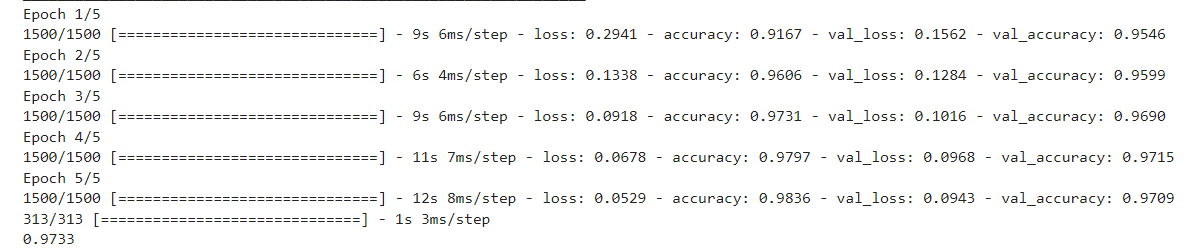 Epoch 1/5
1500/1500 [==============================] - 9s 6ms/step - loss: 0.2941 - accuracy: 0.9167 - val_loss: 0.1562 - val_accuracy: 0.9546
Epoch 2/5
1500/1500 [==============================] - 6s 4ms/step - loss: 0.1338 - accuracy: 0.9606 - val_loss: 0.1284 - val_accuracy: 0.9599
Epoch 3/5
1500/1500 [==============================] - 9s 6ms/step - loss: 0.0918 - accuracy: 0.9731 - val_loss: 0.1016 - val_accuracy: 0.9690
Epoch 4/5
1500/1500 [==============================] - 11s 7ms/step - loss: 0.0678 - accuracy: 0.9797 - val_loss: 0.0968 - val_accuracy: 0.9715
Epoch 5/5
1500/1500 [==============================] - 12s 8ms/step - loss: 0.0529 - accuracy: 0.9836 - val_loss: 0.0943 - val_accuracy: 0.9709
313/313 [==============================] - 1s 3ms/step
0.9733